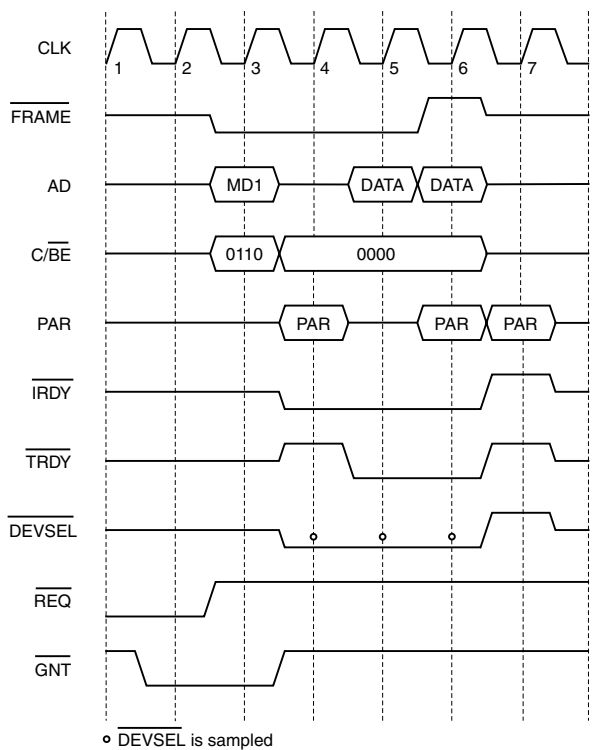 CLK
1 2 3 4 5 6 7
FRAME
AD
MD1 DATA DATA
C/BE
0110 0000
PAR
PAR PAR PAR
IRDY
TRDY
DEVSEL
REQ
GNT
DEVSEL is sampled